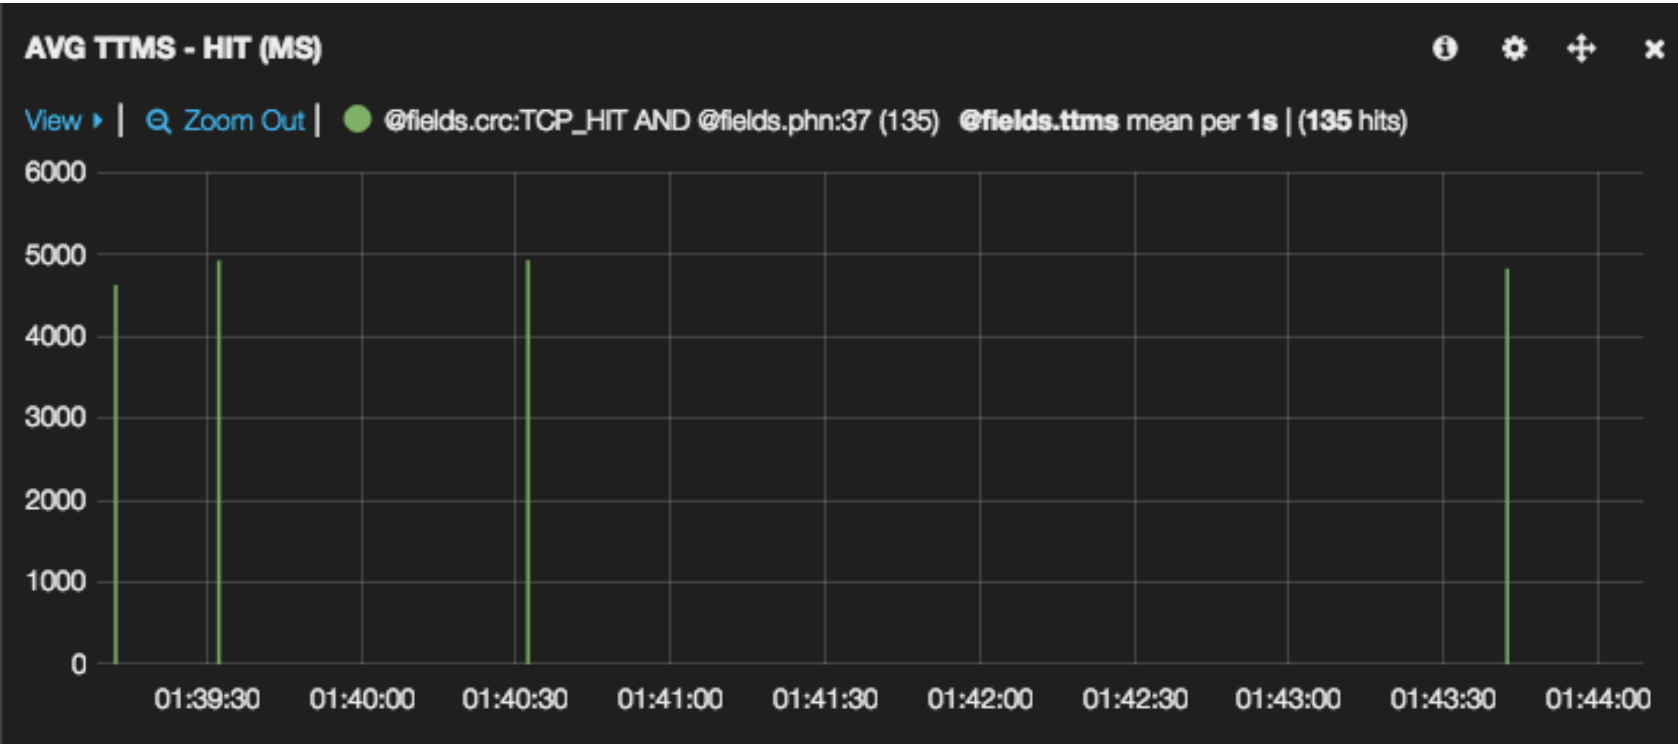 AVG TTMS - HIT (MS)
View | Zoom Out | @fields.crc:TCP_HIT AND @fields.phn:37 (135) @fields.ttms mean per 1s | (135 hits)
6000
5000
4000
3000
2000
1000
0
01:39:30 01:40:00 01:40:30 01:41:00 01:41:30 01:42:00 01:42:30 01:43:00 01:43:30 01:44:00